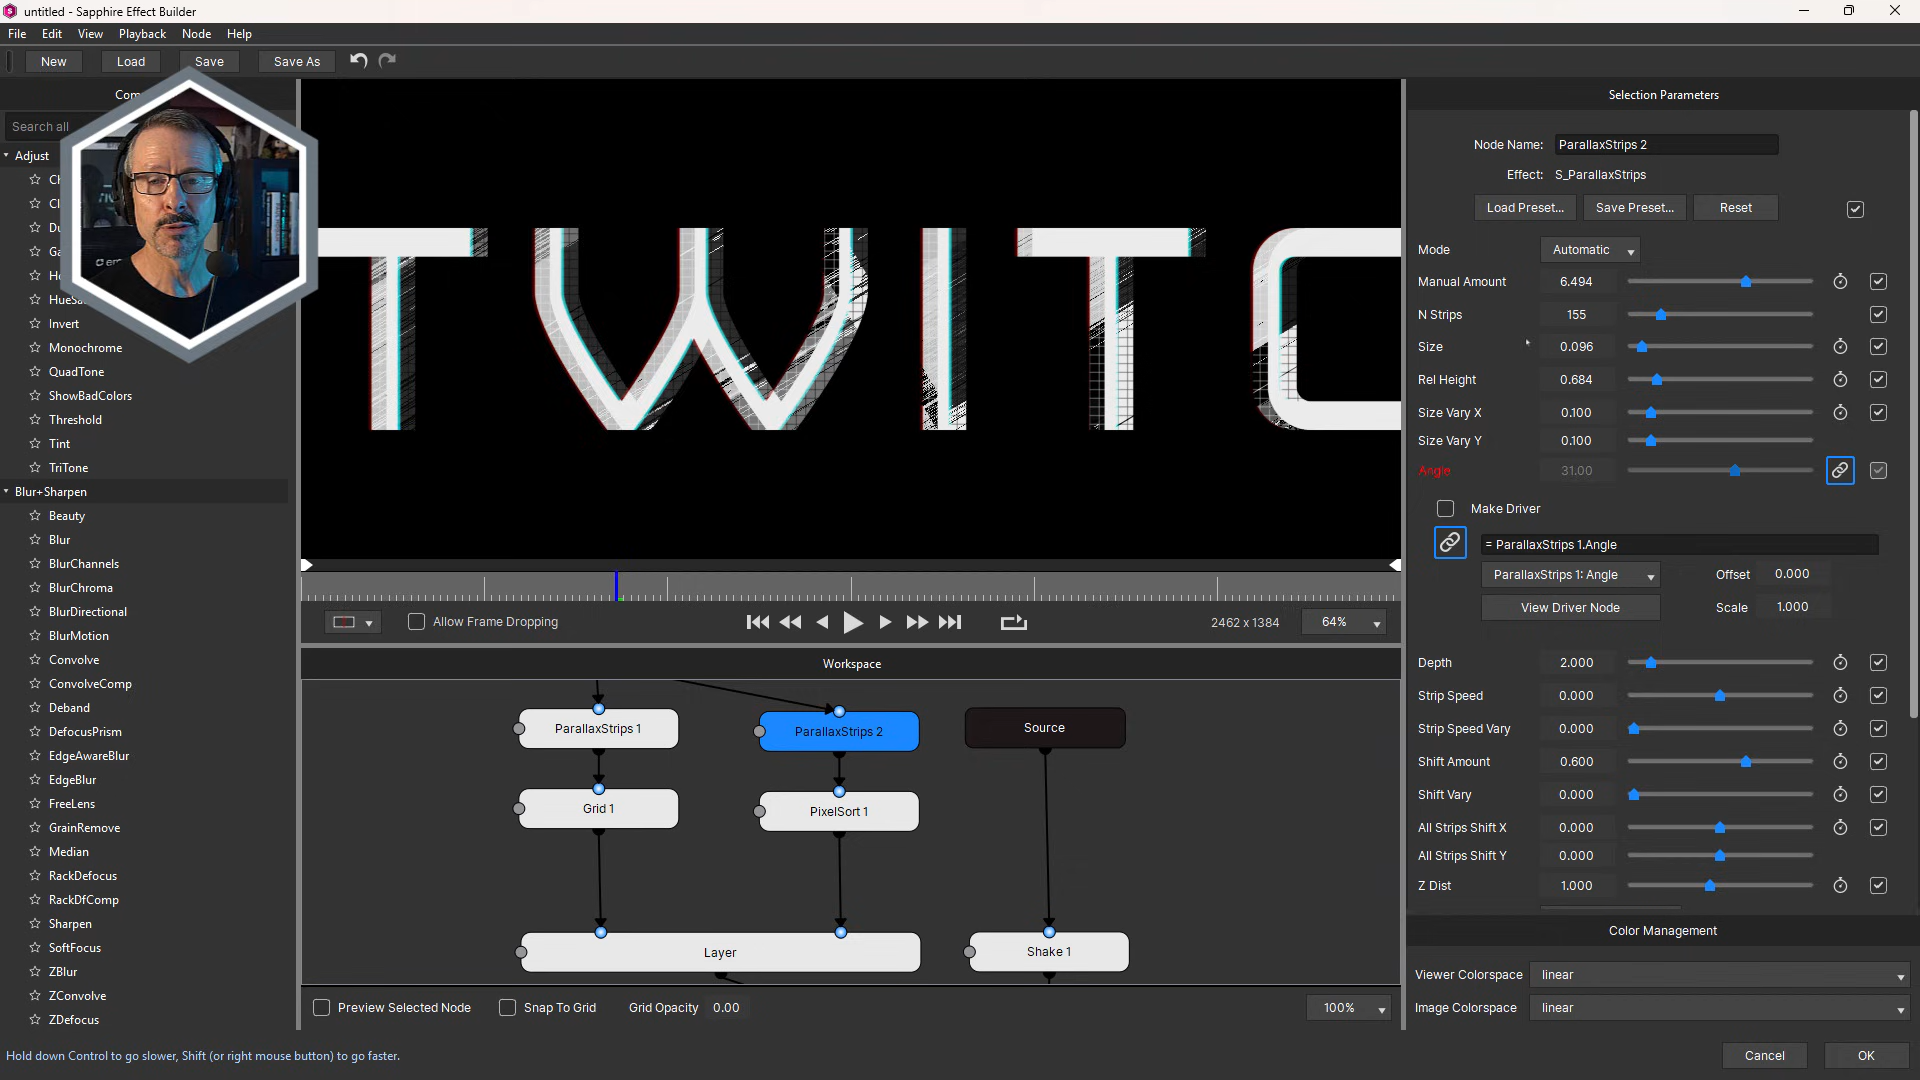 untitled - Sapphire Effect Builder
File Edit View Playback Node Help
New Load Save Save As
Search all
Adjust
Invert
Monochrome
QuadTone
ShowBadColors
Threshold
Tint
TriTone
Blur+Sharpen
Beauty
Blur
BlurChannels
BlurChroma
BlurDirectional
BlurMotion
Convolve
ConvolveComp
Deband
DefocusPrism
EdgeAwareBlur
EdgeBlur
FreeLens
GrainRemove
Median
RackDefocus
RackDfComp
Sharpen
SoftFocus
ZBlur
ZConvolve
ZDefocus
TWITC
Allow Frame Dropping
2462 x 1384
64%
Workspace
ParallaxStrips 1
ParallaxStrips 2
Source
Grid 1
PixelSort 1
Layer
Shake 1
Preview Selected Node Snap To Grid Grid Opacity 0.00
100%
Selection Parameters
Node Name: ParallaxStrips 2
Effect: S_ParallaxStrips
Load Preset... Save Preset... Reset
Mode Automatic
Manual Amount 6.494
N Strips 155
Size 0.096
Rel Height 0.684
Size Vary X 0.100
Size Vary Y 0.100
Angle 31.00
Make Driver
= ParallaxStrips 1.Angle
ParallaxStrips 1: Angle Offset 0.000
View Driver Node Scale 1.000
Depth 2.000
Strip Speed 0.000
Strip Speed Vary 0.000
Shift Amount 0.600
Shift Vary 0.000
All Strips Shift X 0.000
All Strips Shift Y 0.000
Z Dist 1.000
Color Management
Viewer Colorspace linear
Image Colorspace linear
Hold down Control to go slower, Shift (or right mouse button) to go faster.
Cancel OK